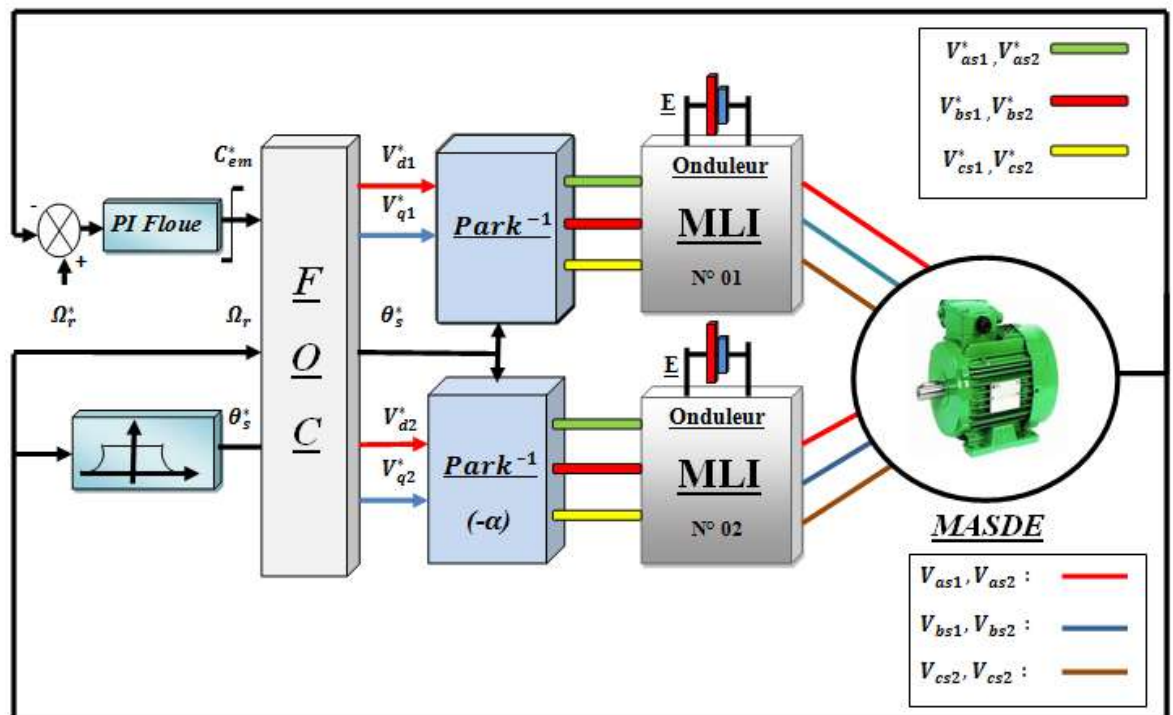 V*as1, V*as2
V*bs1, V*bs2
V*cs1, V*cs2
E
Onduleur
MLI
N° 01
C*em
V*d1
V*q1
Park⁻¹
-
PI Floue
+
Ω*r
Ωr
F
O
C
θ*s
θ*s
V*d2
V*q2
Park⁻¹
(-α)
E
Onduleur
MLI
N° 02
MASDE
Vas1, Vas2 :
Vbs1, Vbs2 :
Vcs2, Vcs2 :